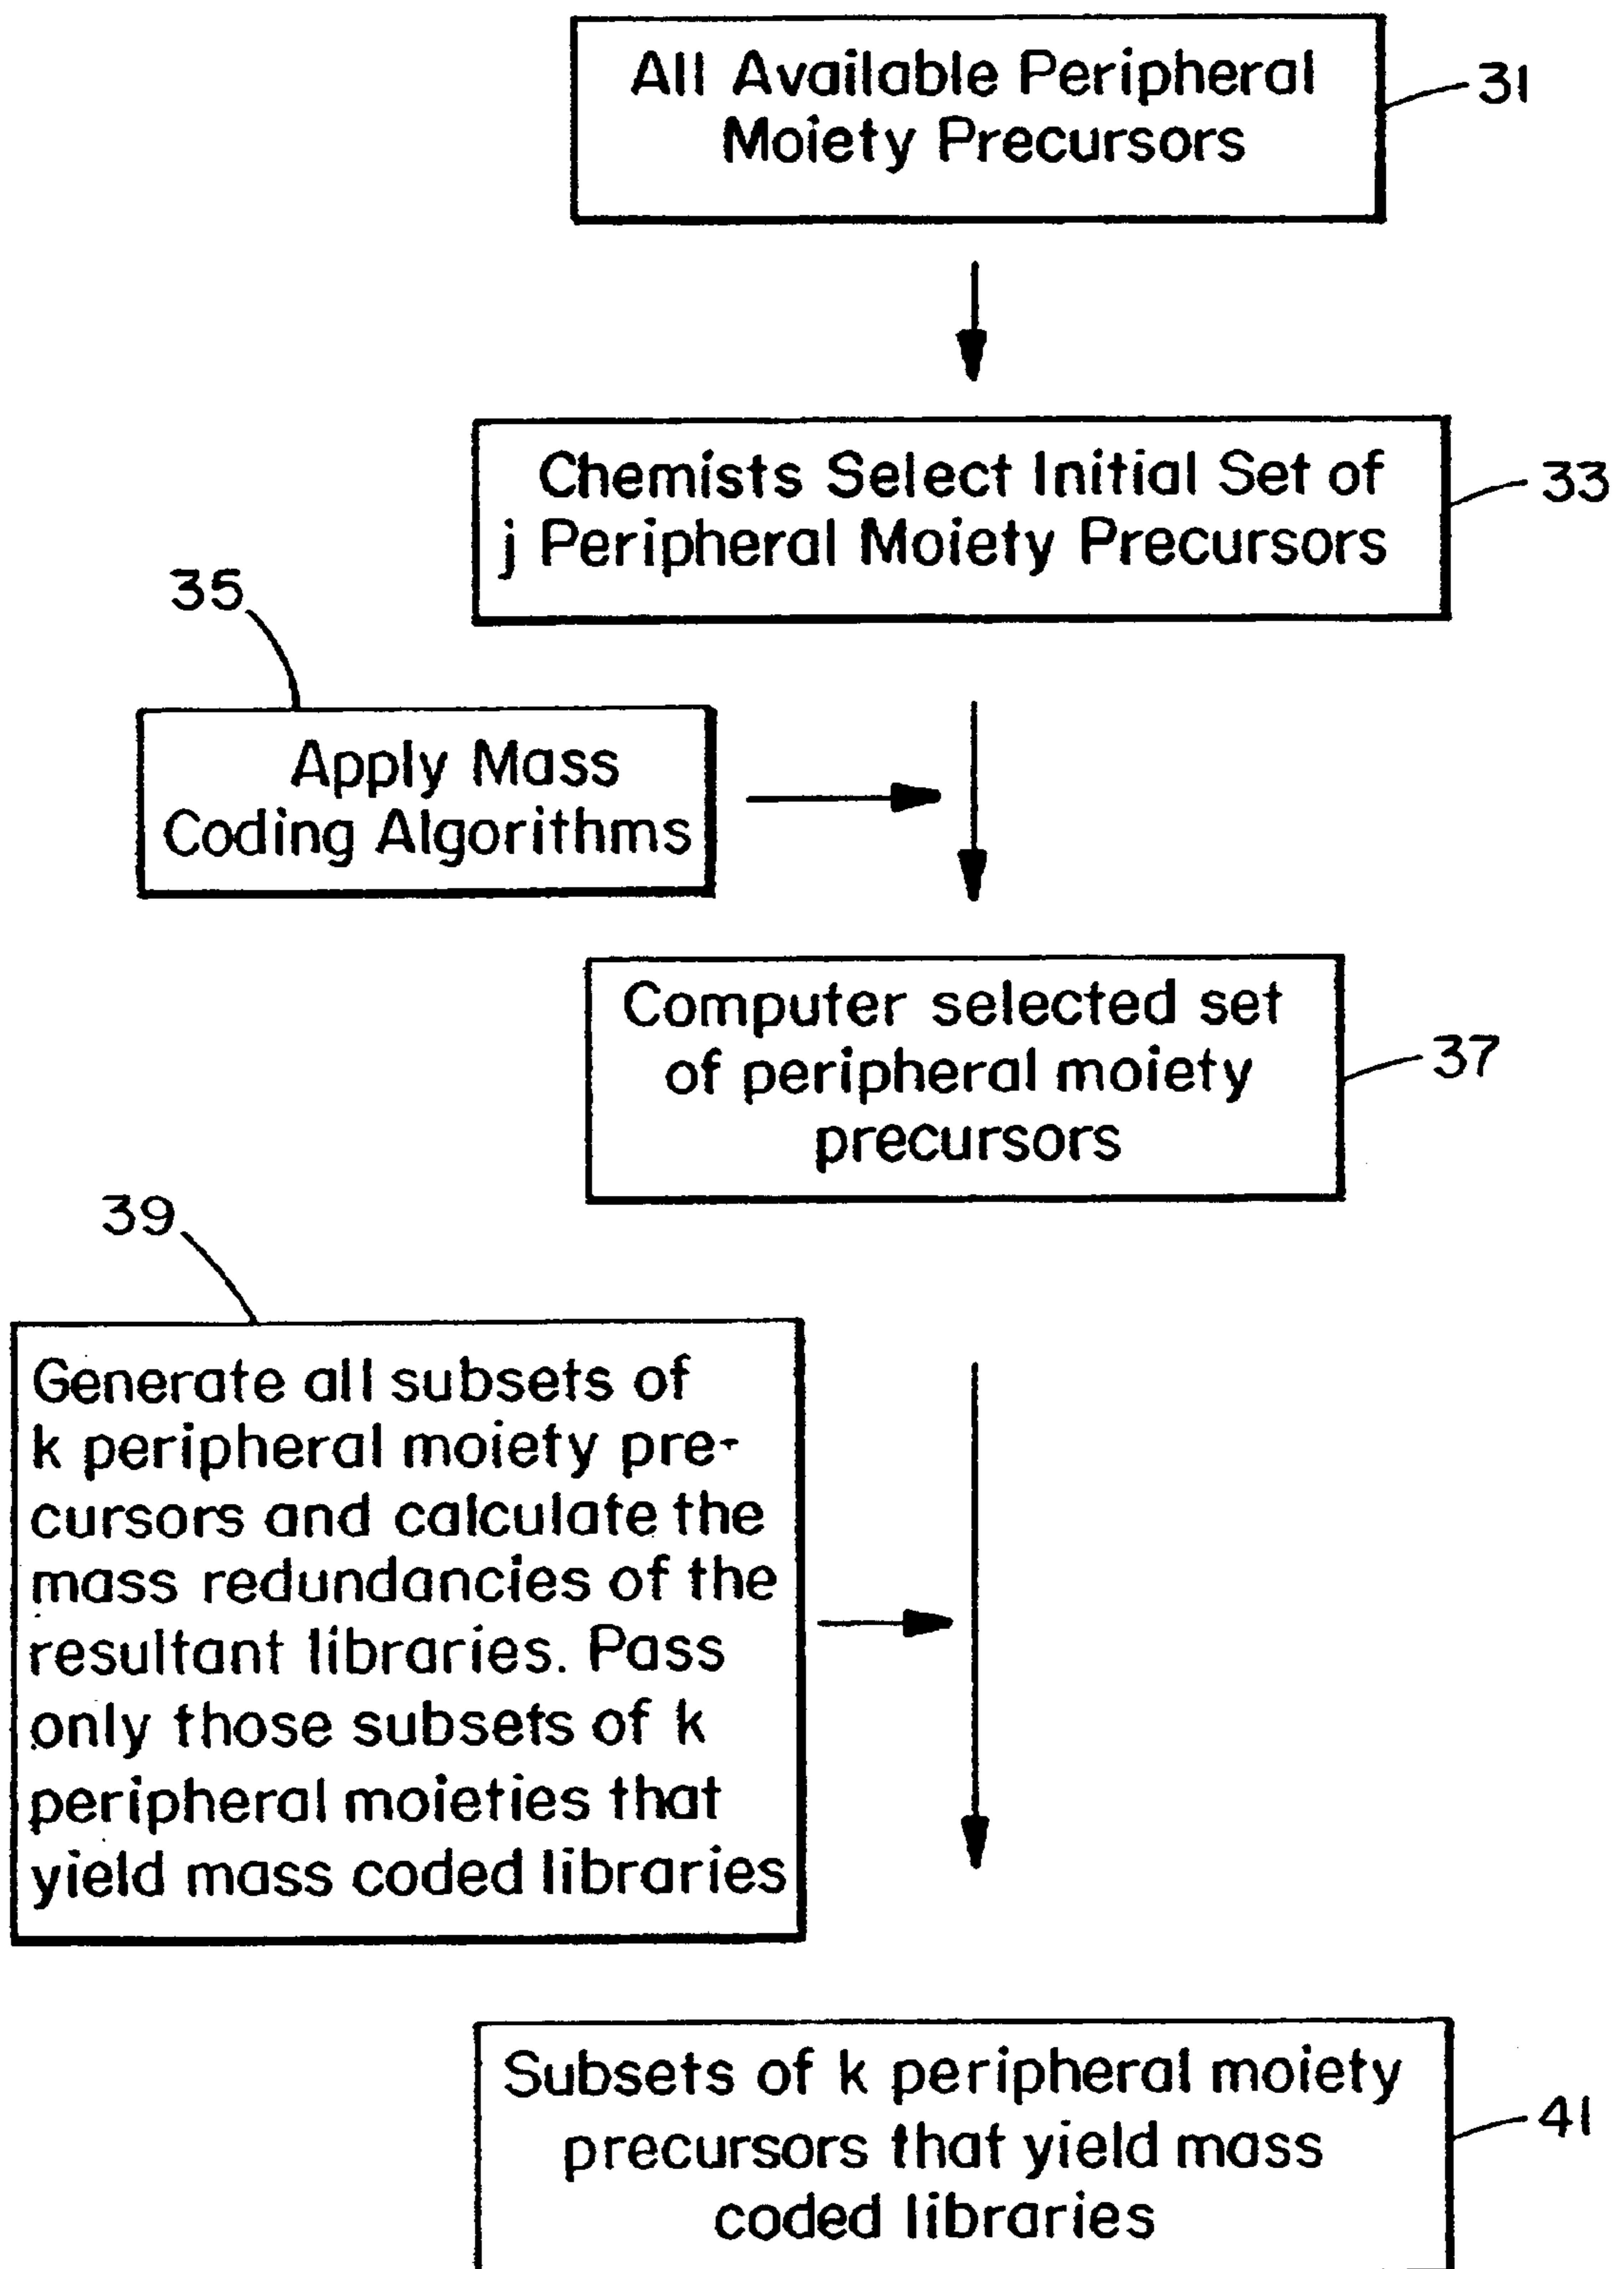 All Available Peripheral
Moiety Precursors
31
Chemists Select Initial Set of
j Peripheral Moiety Precursors
33
35
Apply Mass
Coding Algorithms
Computer selected set
of peripheral moiety
precursors
37
39
Generate all subsets of
k peripheral moiety pre-
cursors and calculate the
mass redundancies of the
resultant libraries. Pass
only those subsets of k
peripheral moieties that
yield mass coded libraries
Subsets of k peripheral moiety
precursors that yield mass
coded libraries
41